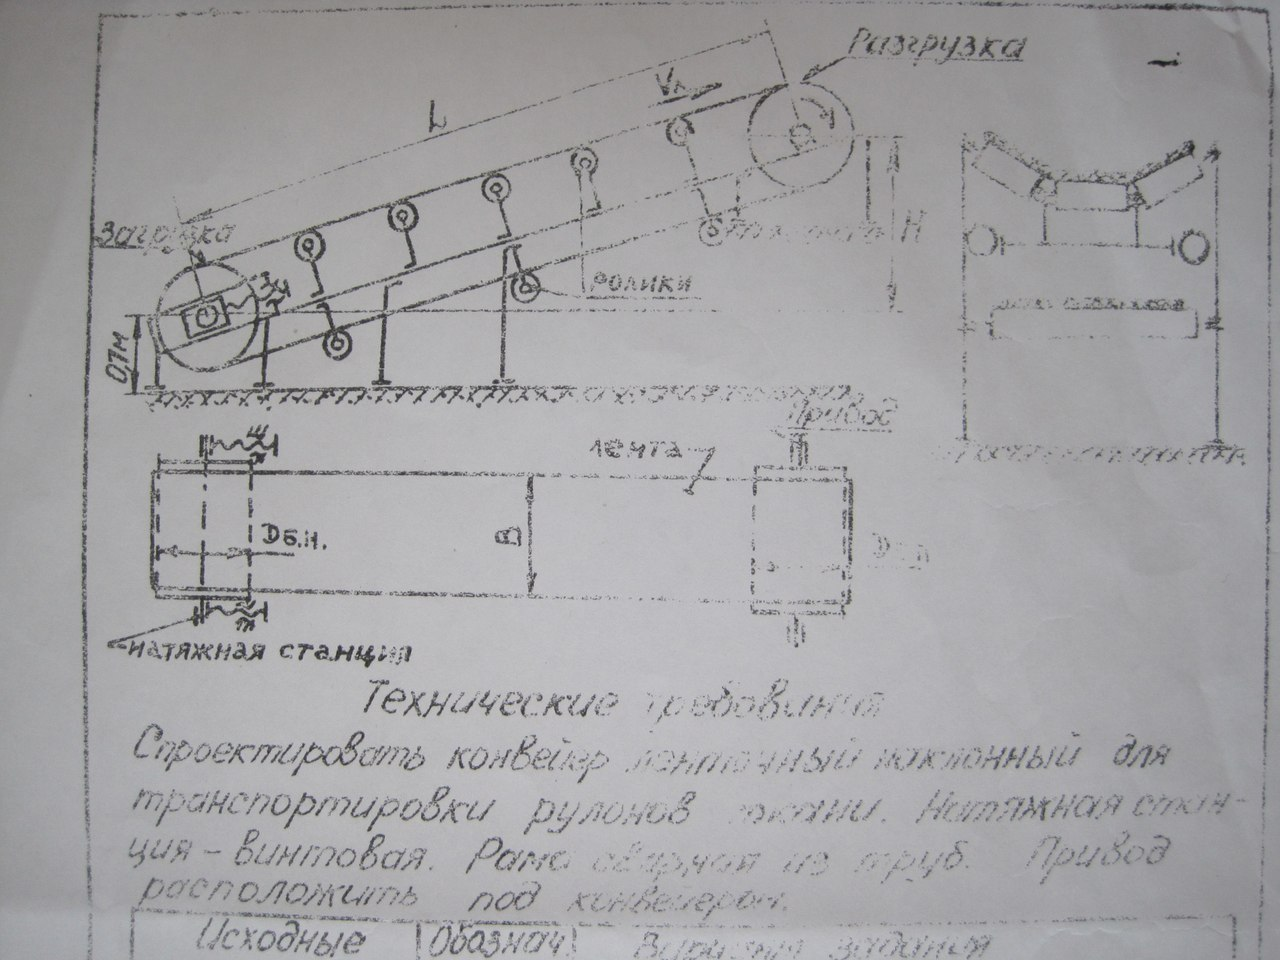 Разгрузка
Vл
L
Загрузка
H
Ролики
0,7м
Привод
лента
Dб.н.
B
натяжная станция
Технические требования
Спроектировать конвейер ленточный наклонный для
транспортировки рулонов ткани. Натяжная стан-
ция – винтовая. Рама сварная из труб. Привод
расположить под конвейером.
Исходные Обознач. Варианты задания